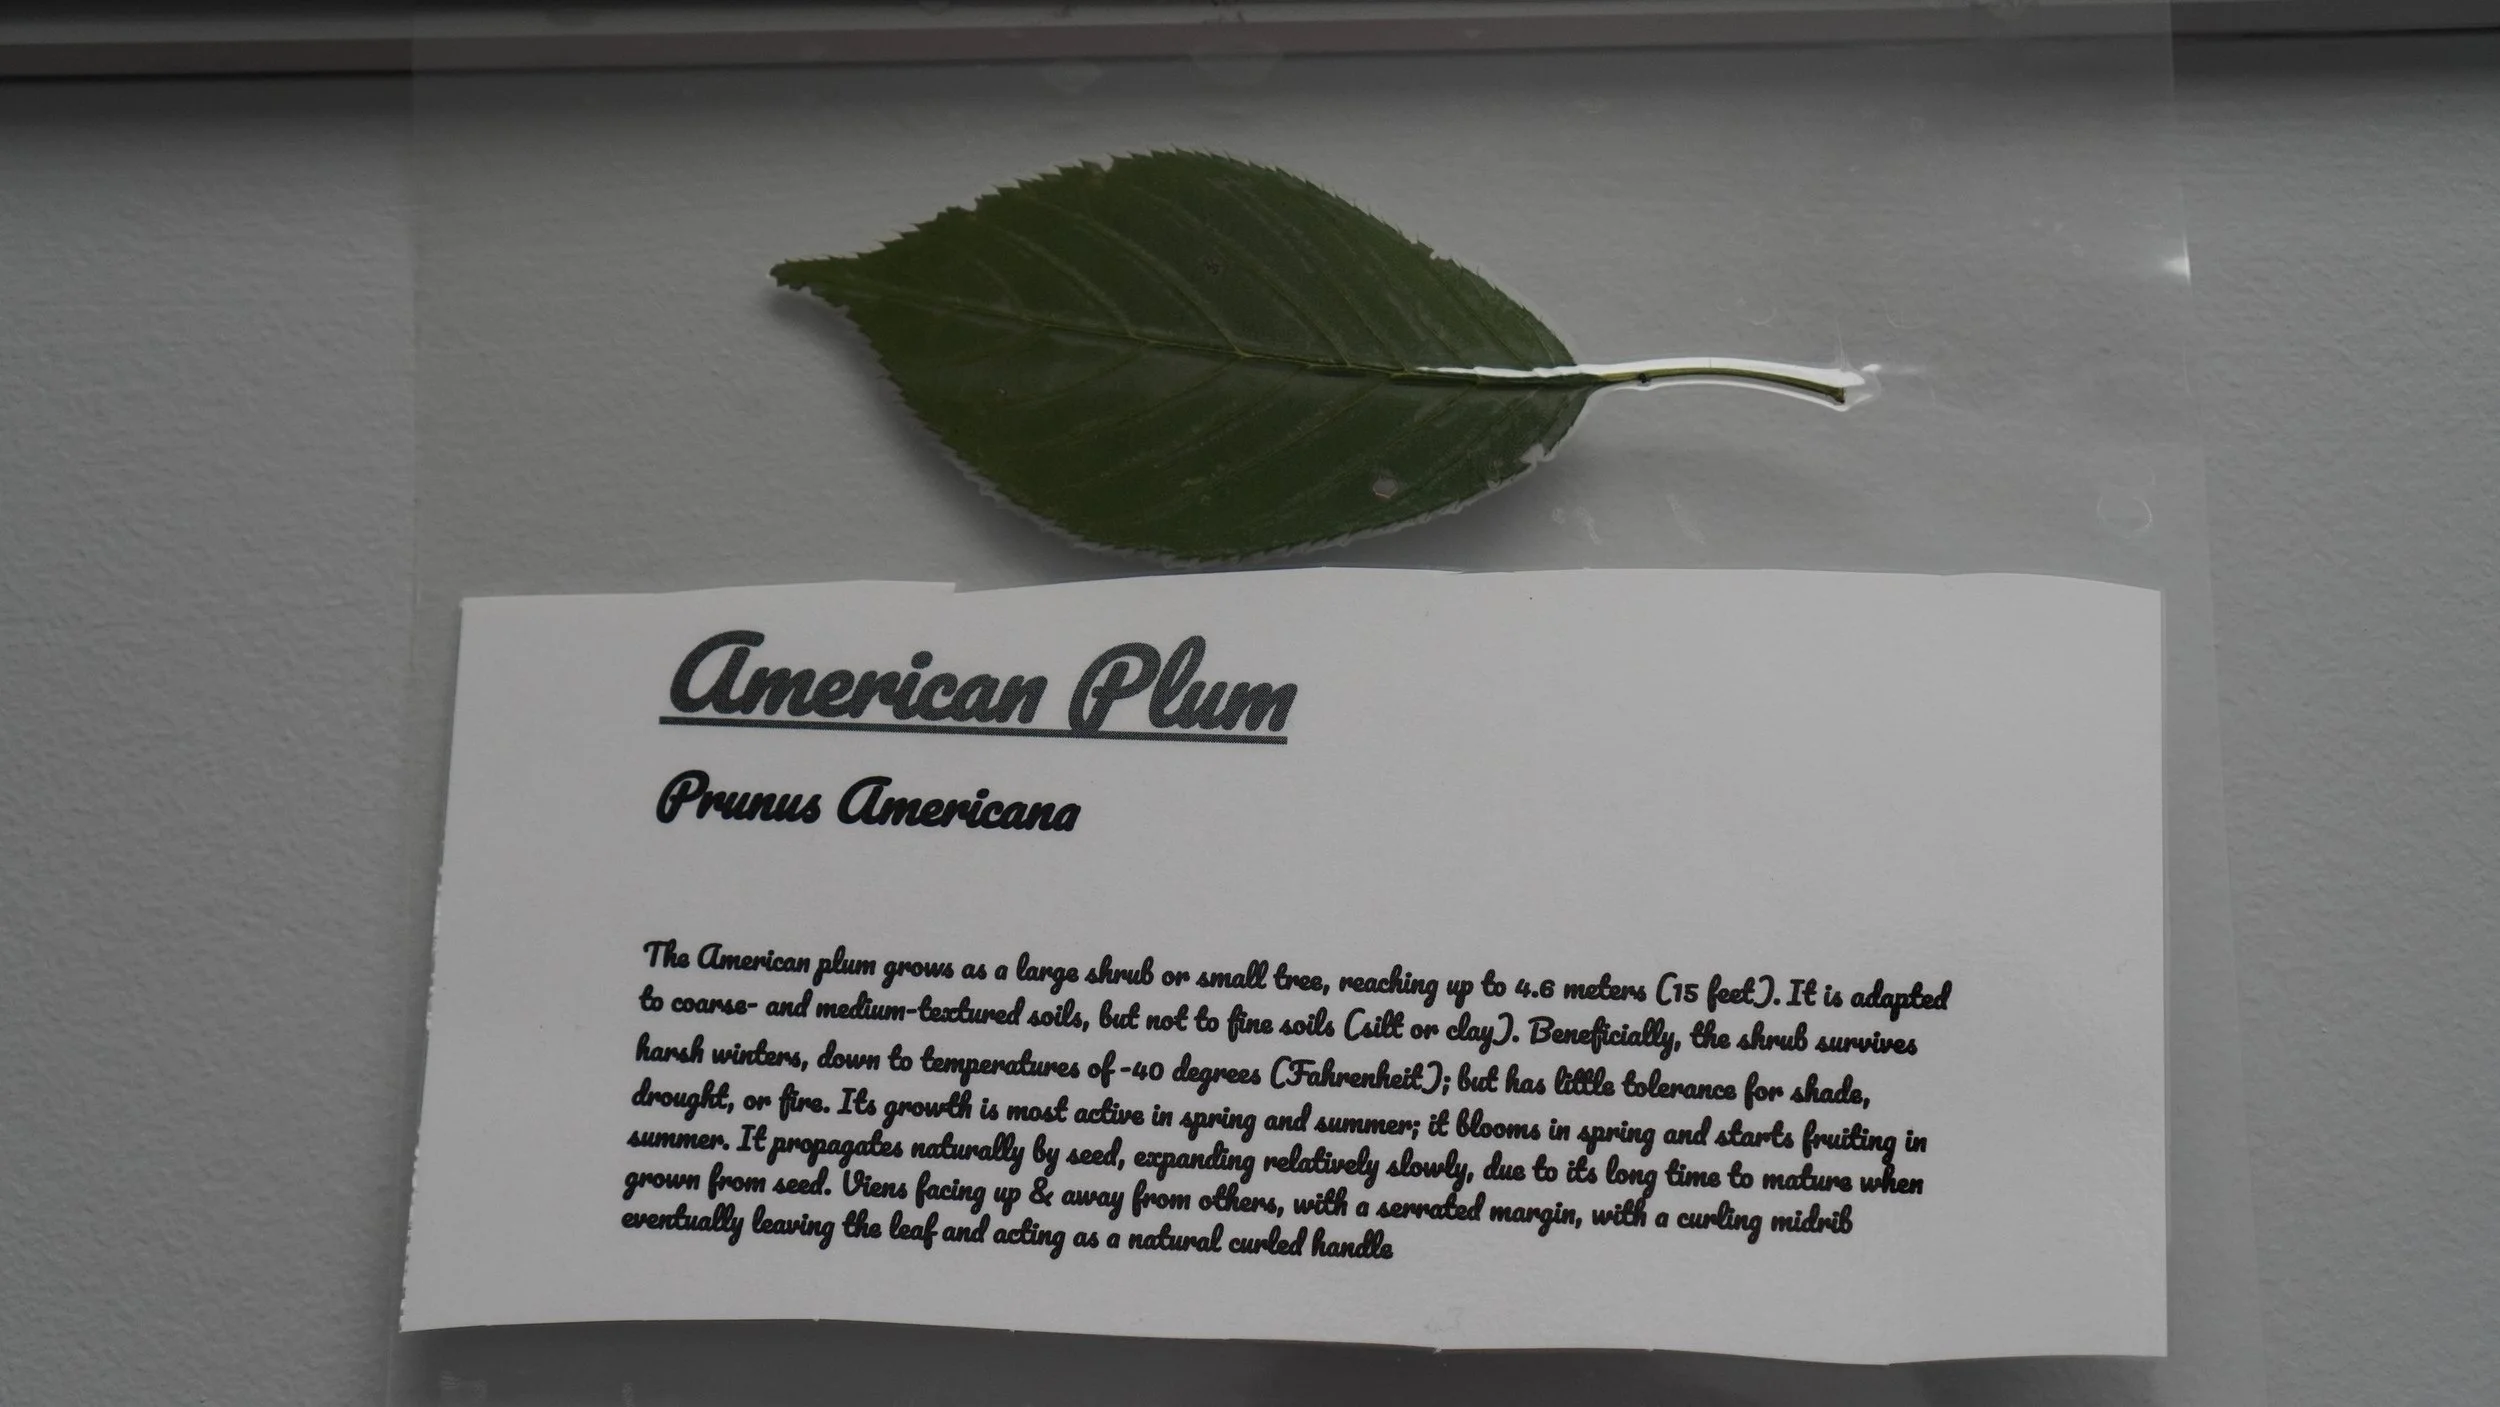 American Plum
Prunus Americana
The American plum grows as a large shrub or small tree, reaching up to 4.6 meters (15 feet). It is adapted
to coarse- and medium-textured soils, but not to fine soils (silt or clay). Beneficially, the shrub survives
harsh winters, down to temperatures of -40 degrees (Fahrenheit); but has little tolerance for shade,
drought, or fire. Its growth is most active in spring and summer; it blooms in spring and starts fruiting in
summer. It propagates naturally by seed, expanding relatively slowly, due to its long time to mature when
grown from seed. Viens facing up & away from others, with a serrated margin, with a curling midrib
eventually leaving the leaf and acting as a natural curled handle